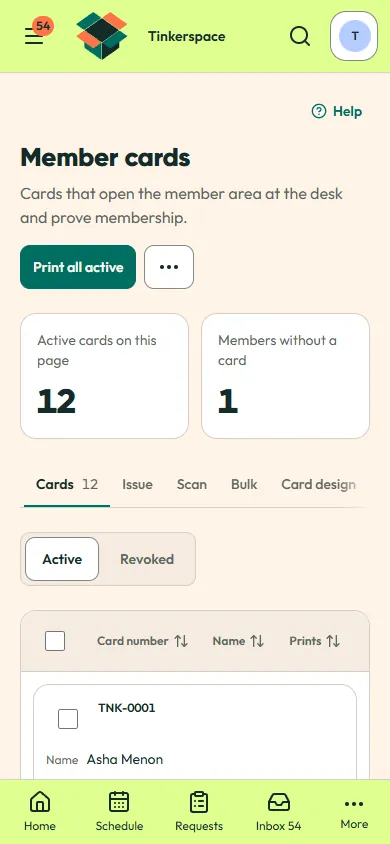 54
Tinkerspace
T
Help
Member cards
Cards that open the member area at the desk
and prove membership.
Print all active
Active cards on this
page
12
Members without a
card
1
Cards 12 Issue Scan Bulk Card design
Active Revoked
Card number Name Prints
TNK-0001
Name Asha Menon
Home Schedule Requests Inbox 54 More